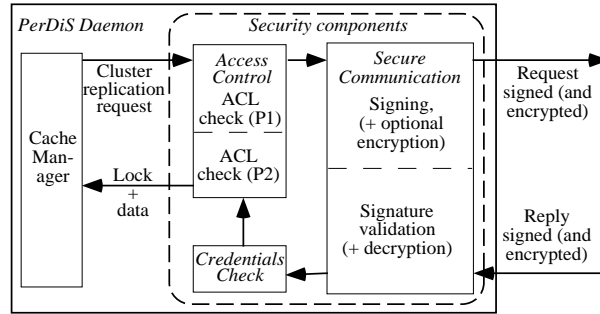 PerDiS Daemon
Security components
Cluster
replication
request
Access
Control
ACL
check (P1)
ACL
check (P2)
Secure
Communication
Signing,
(+ optional
encryption)
Request
signed (and
encrypted)
Cache
Man-
ager
Lock
+
data
Credentials
Check
Signature
validation
(+ decryption)
Reply
signed (and
encrypted)